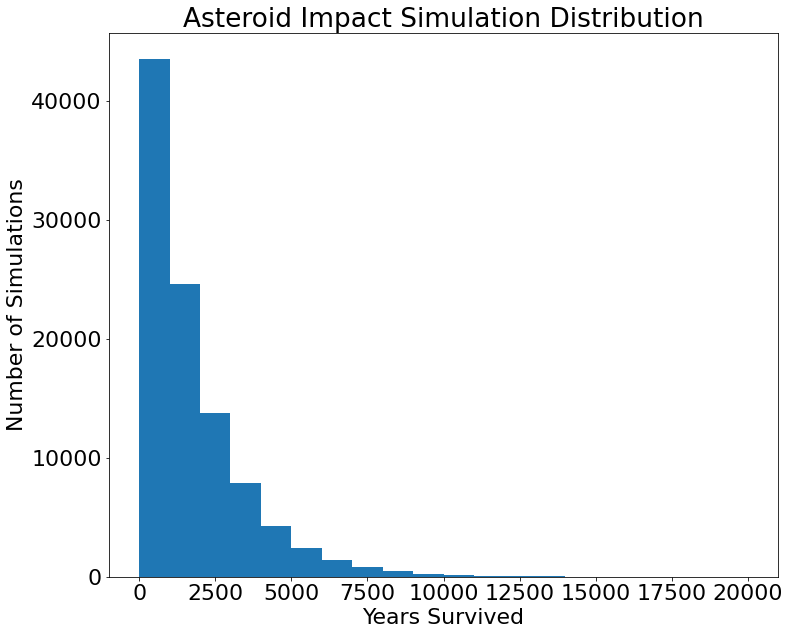 Asteroid Impact Simulation Distribution
Number of Simulations
40000
30000
20000
10000
0
0 2500 5000 7500 10000 12500 15000 17500 20000
Years Survived